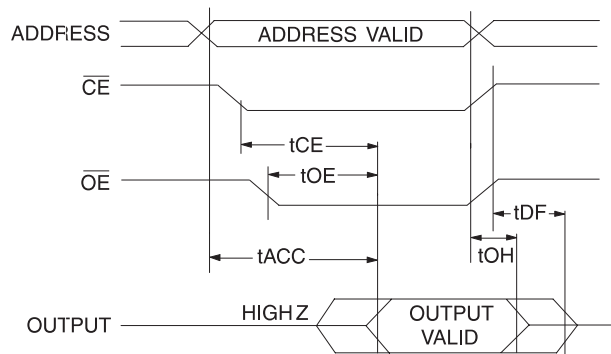 ADDRESS
ADDRESS VALID
CE
tCE
tOE
OE
tDF
tACC
tOH
HIGH Z
OUTPUT
OUTPUT
VALID